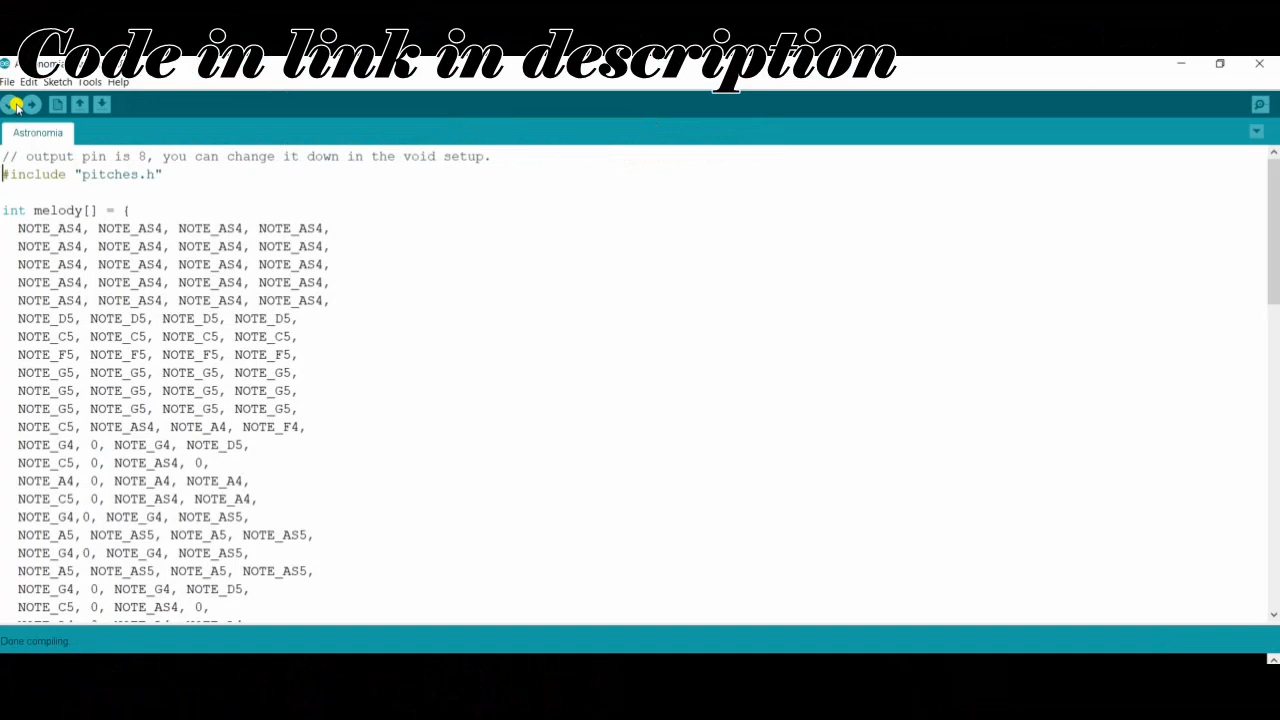 Code in link in description
File Edit Sketch Tools Help
Astronomia
// output pin is 8, you can change it down in the void setup.
#include "pitches.h"
int melody[] = {
NOTE_AS4, NOTE_AS4, NOTE_AS4, NOTE_AS4,
NOTE_AS4, NOTE_AS4, NOTE_AS4, NOTE_AS4,
NOTE_AS4, NOTE_AS4, NOTE_AS4, NOTE_AS4,
NOTE_AS4, NOTE_AS4, NOTE_AS4, NOTE_AS4,
NOTE_AS4, NOTE_AS4, NOTE_AS4, NOTE_AS4,
NOTE_D5, NOTE_D5, NOTE_D5, NOTE_D5,
NOTE_C5, NOTE_C5, NOTE_C5, NOTE_C5,
NOTE_F5, NOTE_F5, NOTE_F5, NOTE_F5,
NOTE_G5, NOTE_G5, NOTE_G5, NOTE_G5,
NOTE_G5, NOTE_G5, NOTE_G5, NOTE_G5,
NOTE_G5, NOTE_G5, NOTE_G5, NOTE_G5,
NOTE_C5, NOTE_AS4, NOTE_A4, NOTE_F4,
NOTE_G4, 0, NOTE_G4, NOTE_D5,
NOTE_C5, 0, NOTE_AS4, 0,
NOTE_A4, 0, NOTE_A4, NOTE_A4,
NOTE_C5, 0, NOTE_AS4, NOTE_A4,
NOTE_G4,0, NOTE_G4, NOTE_AS5,
NOTE_A5, NOTE_AS5, NOTE_A5, NOTE_AS5,
NOTE_G4,0, NOTE_G4, NOTE_AS5,
NOTE_A5, NOTE_AS5, NOTE_A5, NOTE_AS5,
NOTE_G4, 0, NOTE_G4, NOTE_D5,
NOTE_C5, 0, NOTE_AS4, 0,
Done compiling.